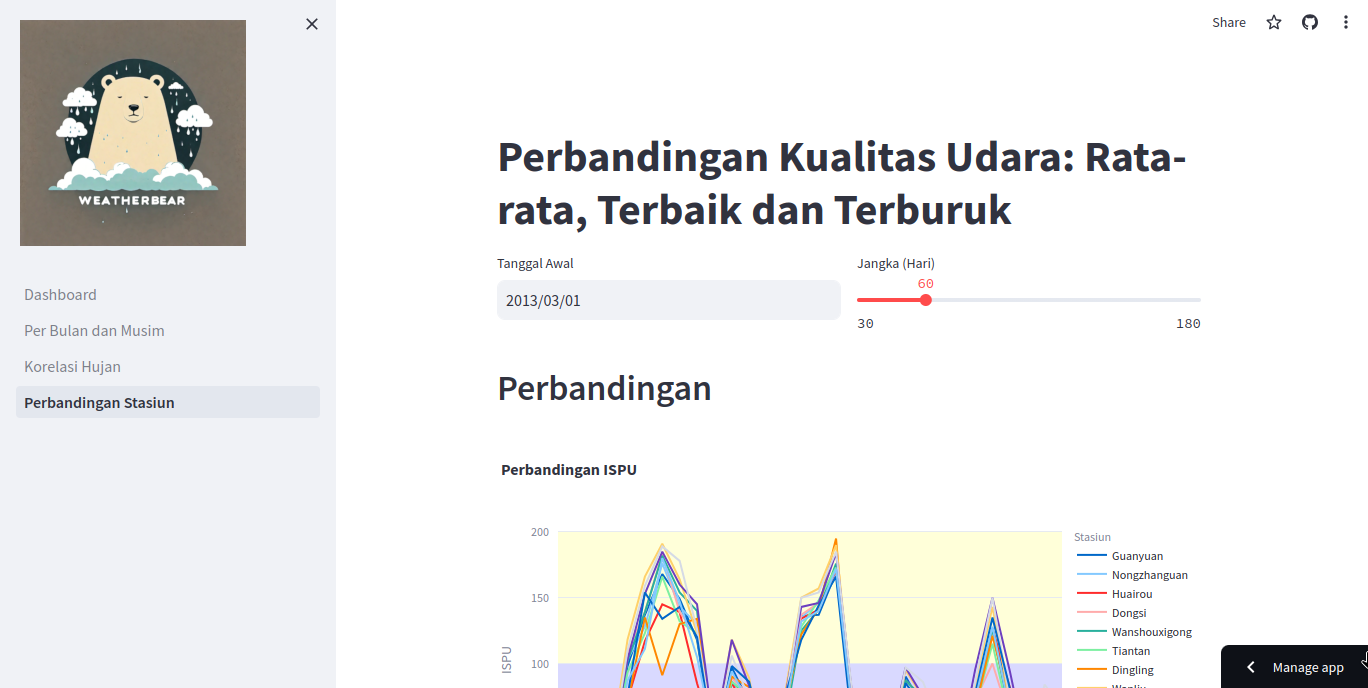 WEATHERBEAR
Dashboard
Per Bulan dan Musim
Korelasi Hujan
Perbandingan Stasiun
Share
Perbandingan Kualitas Udara: Rata-
rata, Terbaik dan Terburuk
Tanggal Awal
2013/03/01
Jangka (Hari)
60
30
180
Perbandingan
Perbandingan ISPU
200
150
100
ISPU
Stasiun
Guanyuan
Nongzhanguan
Huairou
Dongsi
Wanshouxigong
Tiantan
Dingling
Manage app